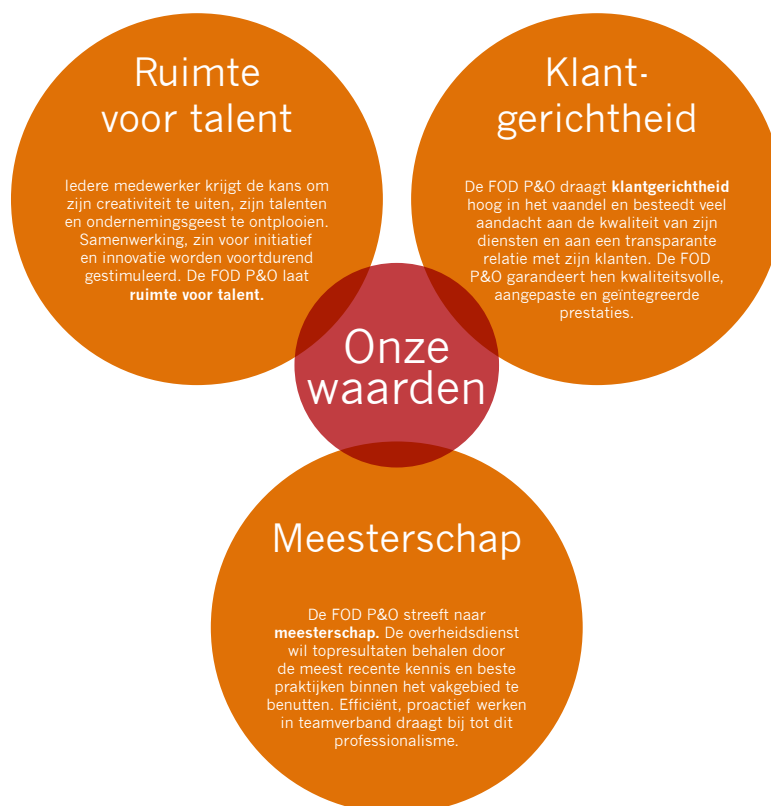 Ruimte
voor talent
Iedere medewerker krijgt de kans om
zijn creativiteit te uiten, zijn talenten
en ondernemingsgeest te ontplooien.
Samenwerking, zin voor initiatief
en innovatie worden voortdurend
gestimuleerd. De FOD P&O laat
ruimte voor talent.
Klant-
gerichtheid
De FOD P&O draagt klantgerichtheid
hoog in het vaandel en besteedt veel
aandacht aan de kwaliteit van zijn
diensten en aan een transparante
relatie met zijn klanten. De FOD
P&O garandeert hen kwaliteitsvolle,
aangepaste en geïntegreerde
prestaties.
Onze
waarden
Meesterschap
De FOD P&O streeft naar
meesterschap. De overheidsdienst
wil topresultaten behalen door
de meest recente kennis en beste
praktijken binnen het vakgebied te
benutten. Efficiënt, proactief werken
in teamverband draagt bij tot dit
professionalisme.